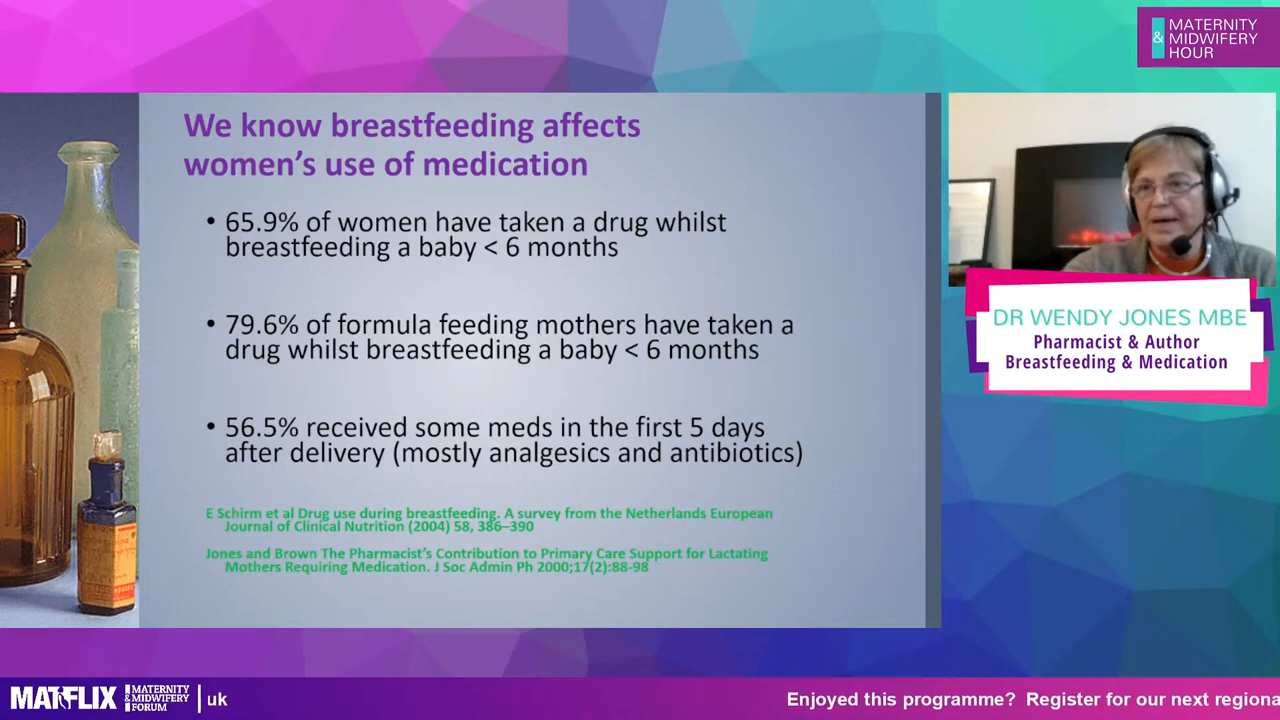 MATERNITY
& MIDWIFERY
HOUR
We know breastfeeding affects
women’s use of medication
• 65.9% of women have taken a drug whilst
breastfeeding a baby < 6 months
• 79.6% of formula feeding mothers have taken a
drug whilst breastfeeding a baby < 6 months
• 56.5% received some meds in the first 5 days
after delivery (mostly analgesics and antibiotics)
E Schirm et al Drug use during breastfeeding. A survey from the Netherlands European
Journal of Clinical Nutrition (2004) 58, 386–390
Jones and Brown The Pharmacist’s Contribution to Primary Care Support for Lactating
Mothers Requiring Medication. J Soc Admin Ph 2000;17(2):88-98
DR WENDY JONES MBE
Pharmacist & Author
Breastfeeding & Medication
MATFLIX
MATERNITY
& MIDWIFERY
FORUM
uk
Enjoyed this programme? Register for our next regiona